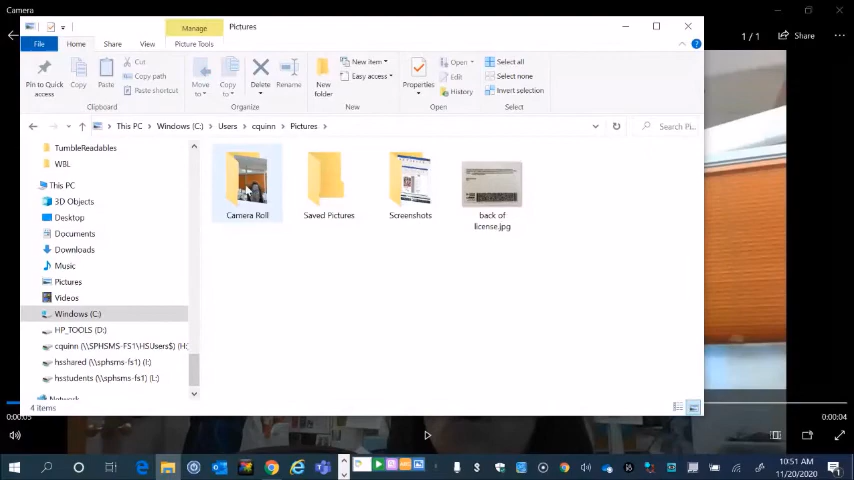 Camera
Manage
Pictures
1 / 1
Share
File
Home
Share
View
Picture Tools
Pin to Quick access
Copy
Paste
Cut
Copy path
Paste shortcut
Clipboard
Move to
Copy to
Delete
Rename
Organize
New folder
New item
Easy access
New
Properties
Open
Edit
History
Open
Select all
Select none
Invert selection
Select
This PC
Windows (C:)
Users
cquinn
Pictures
Search Pi...
TumbleReadables
WBL
This PC
3D Objects
Desktop
Documents
Downloads
Music
Pictures
Videos
Windows (C:)
HP_TOOLS (D:)
cquinn (\\SPHSMS-FS1\HSUsers$) (H:
hsshared (\\sphsms-fs1) (I:)
hsstudents (\\sphsms-fs1) (L:)
Network
Camera Roll
Saved Pictures
Screenshots
back of
license.jpg
4 items
0:00:03
0:00:04
10:51 AM
11/20/2020